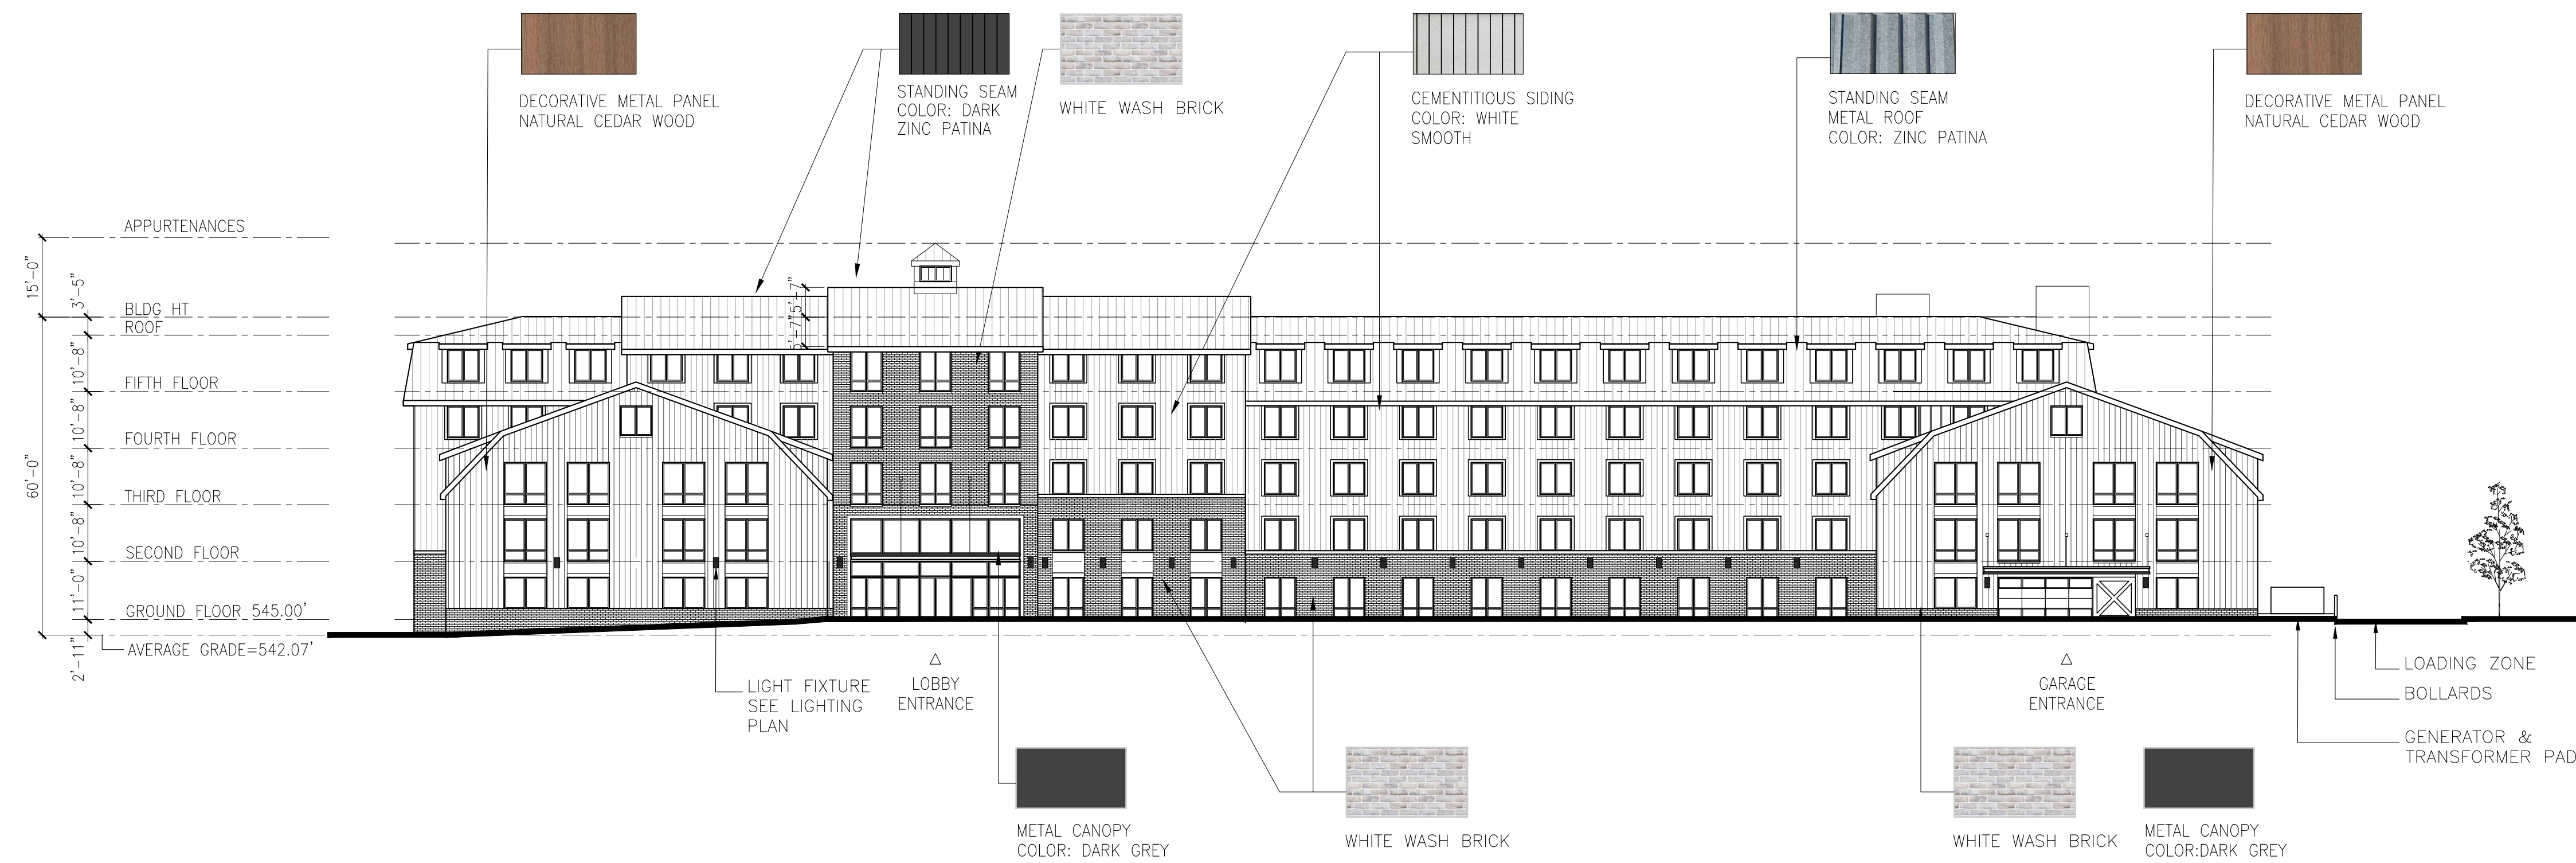 DECORATIVE METAL PANEL
NATURAL CEDAR WOOD
STANDING SEAM
COLOR: DARK
ZINC PATINA
WHITE WASH BRICK
CEMENTITIOUS SIDING
COLOR: WHITE
SMOOTH
STANDING SEAM
METAL ROOF
COLOR: ZINC PATINA
DECORATIVE METAL PANEL
NATURAL CEDAR WOOD
APPURTENANCES
15'-0"
3'-5"
BLDG HT
ROOF
5'-7"
5'-7"
10'-8"
FIFTH FLOOR
10'-8"
FOURTH FLOOR
60'-0"
10'-8"
THIRD FLOOR
10'-8"
SECOND FLOOR
11'-0"
GROUND FLOOR 545.00'
AVERAGE GRADE=542.07'
2'-11"
LIGHT FIXTURE
SEE LIGHTING
PLAN
LOBBY
ENTRANCE
GARAGE
ENTRANCE
LOADING ZONE
BOLLARDS
GENERATOR &
TRANSFORMER PAD
METAL CANOPY
COLOR: DARK GREY
WHITE WASH BRICK
WHITE WASH BRICK
METAL CANOPY
COLOR:DARK GREY